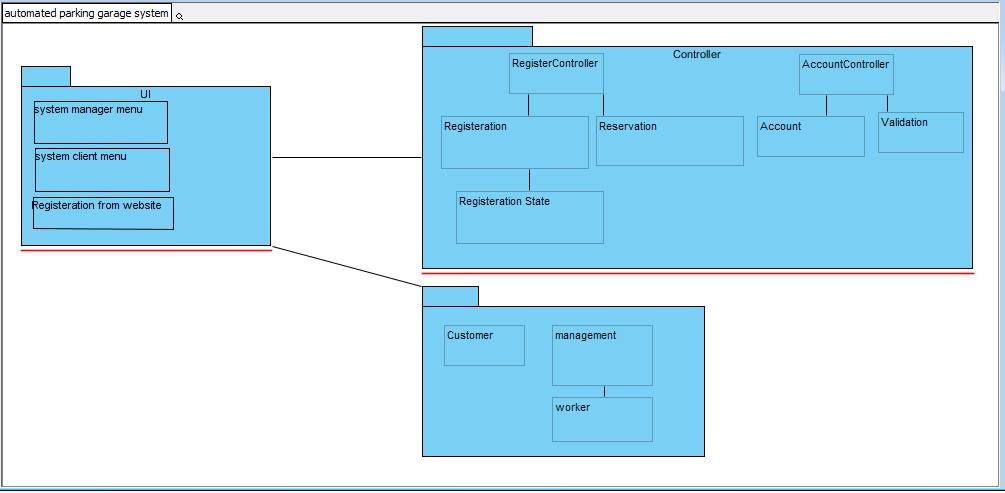 automated parking garage system
UI
system manager menu
system client menu
Registeration from website
Controller
RegisterController
AccountController
Registeration
Reservation
Account
Validation
Registeration State
Customer
management
worker